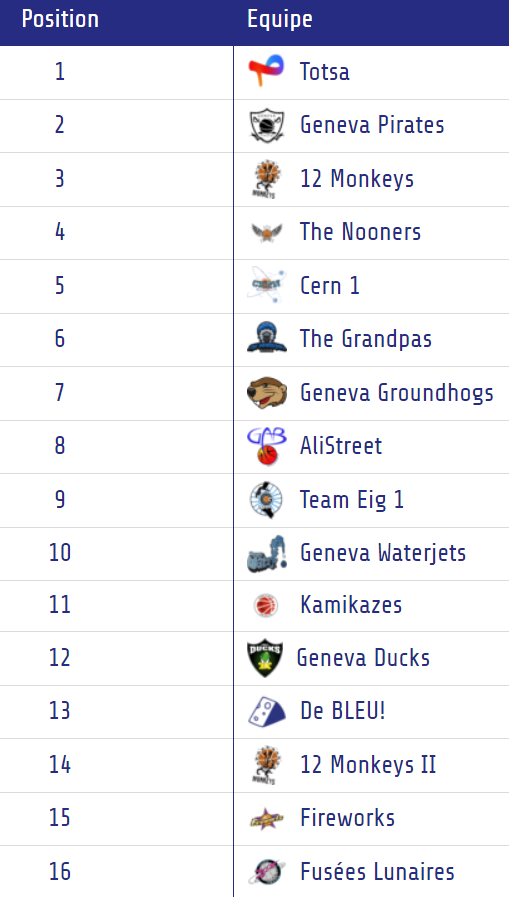 Position Equipe
1 Totsa
2 Geneva Pirates
3 12 Monkeys
4 The Nooners
5 Cern 1
6 The Grandpas
7 Geneva Groundhogs
8 GAB AliStreet
9 Team Eig 1
10 Geneva Waterjets
11 Kamikazes
12 DUCKS Geneva Ducks
13 De BLEU!
14 12 Monkeys II
15 Fireworks
16 Fusées Lunaires